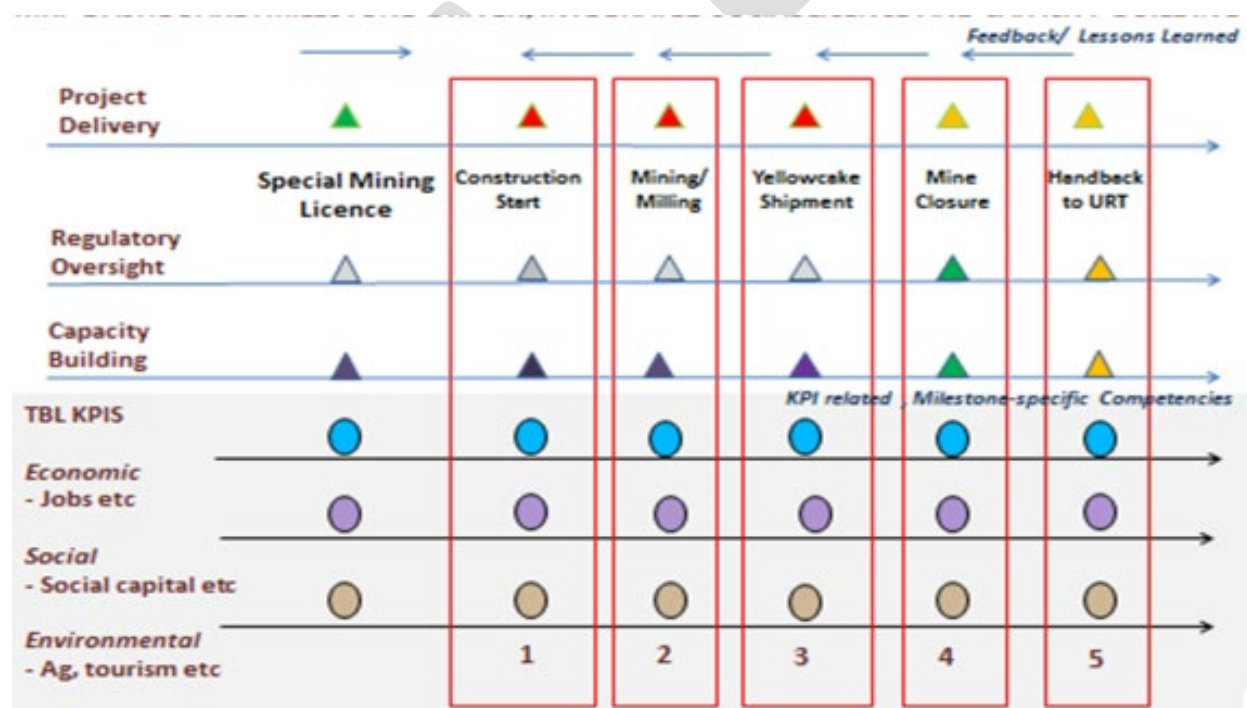 Feedback/ Lessons Learned
Project
Delivery
Special Mining
Licence
Construction
Start
Mining/
Milling
Yellowcake
Shipment
Mine
Closure
Handback
to URT
Regulatory
Oversight
Capacity
Building
KPI related , Milestone-specific Competencies
TBL KPIS
Economic
- Jobs etc
Social
- Social capital etc
Environmental
- Ag, tourism etc
1
2
3
4
5